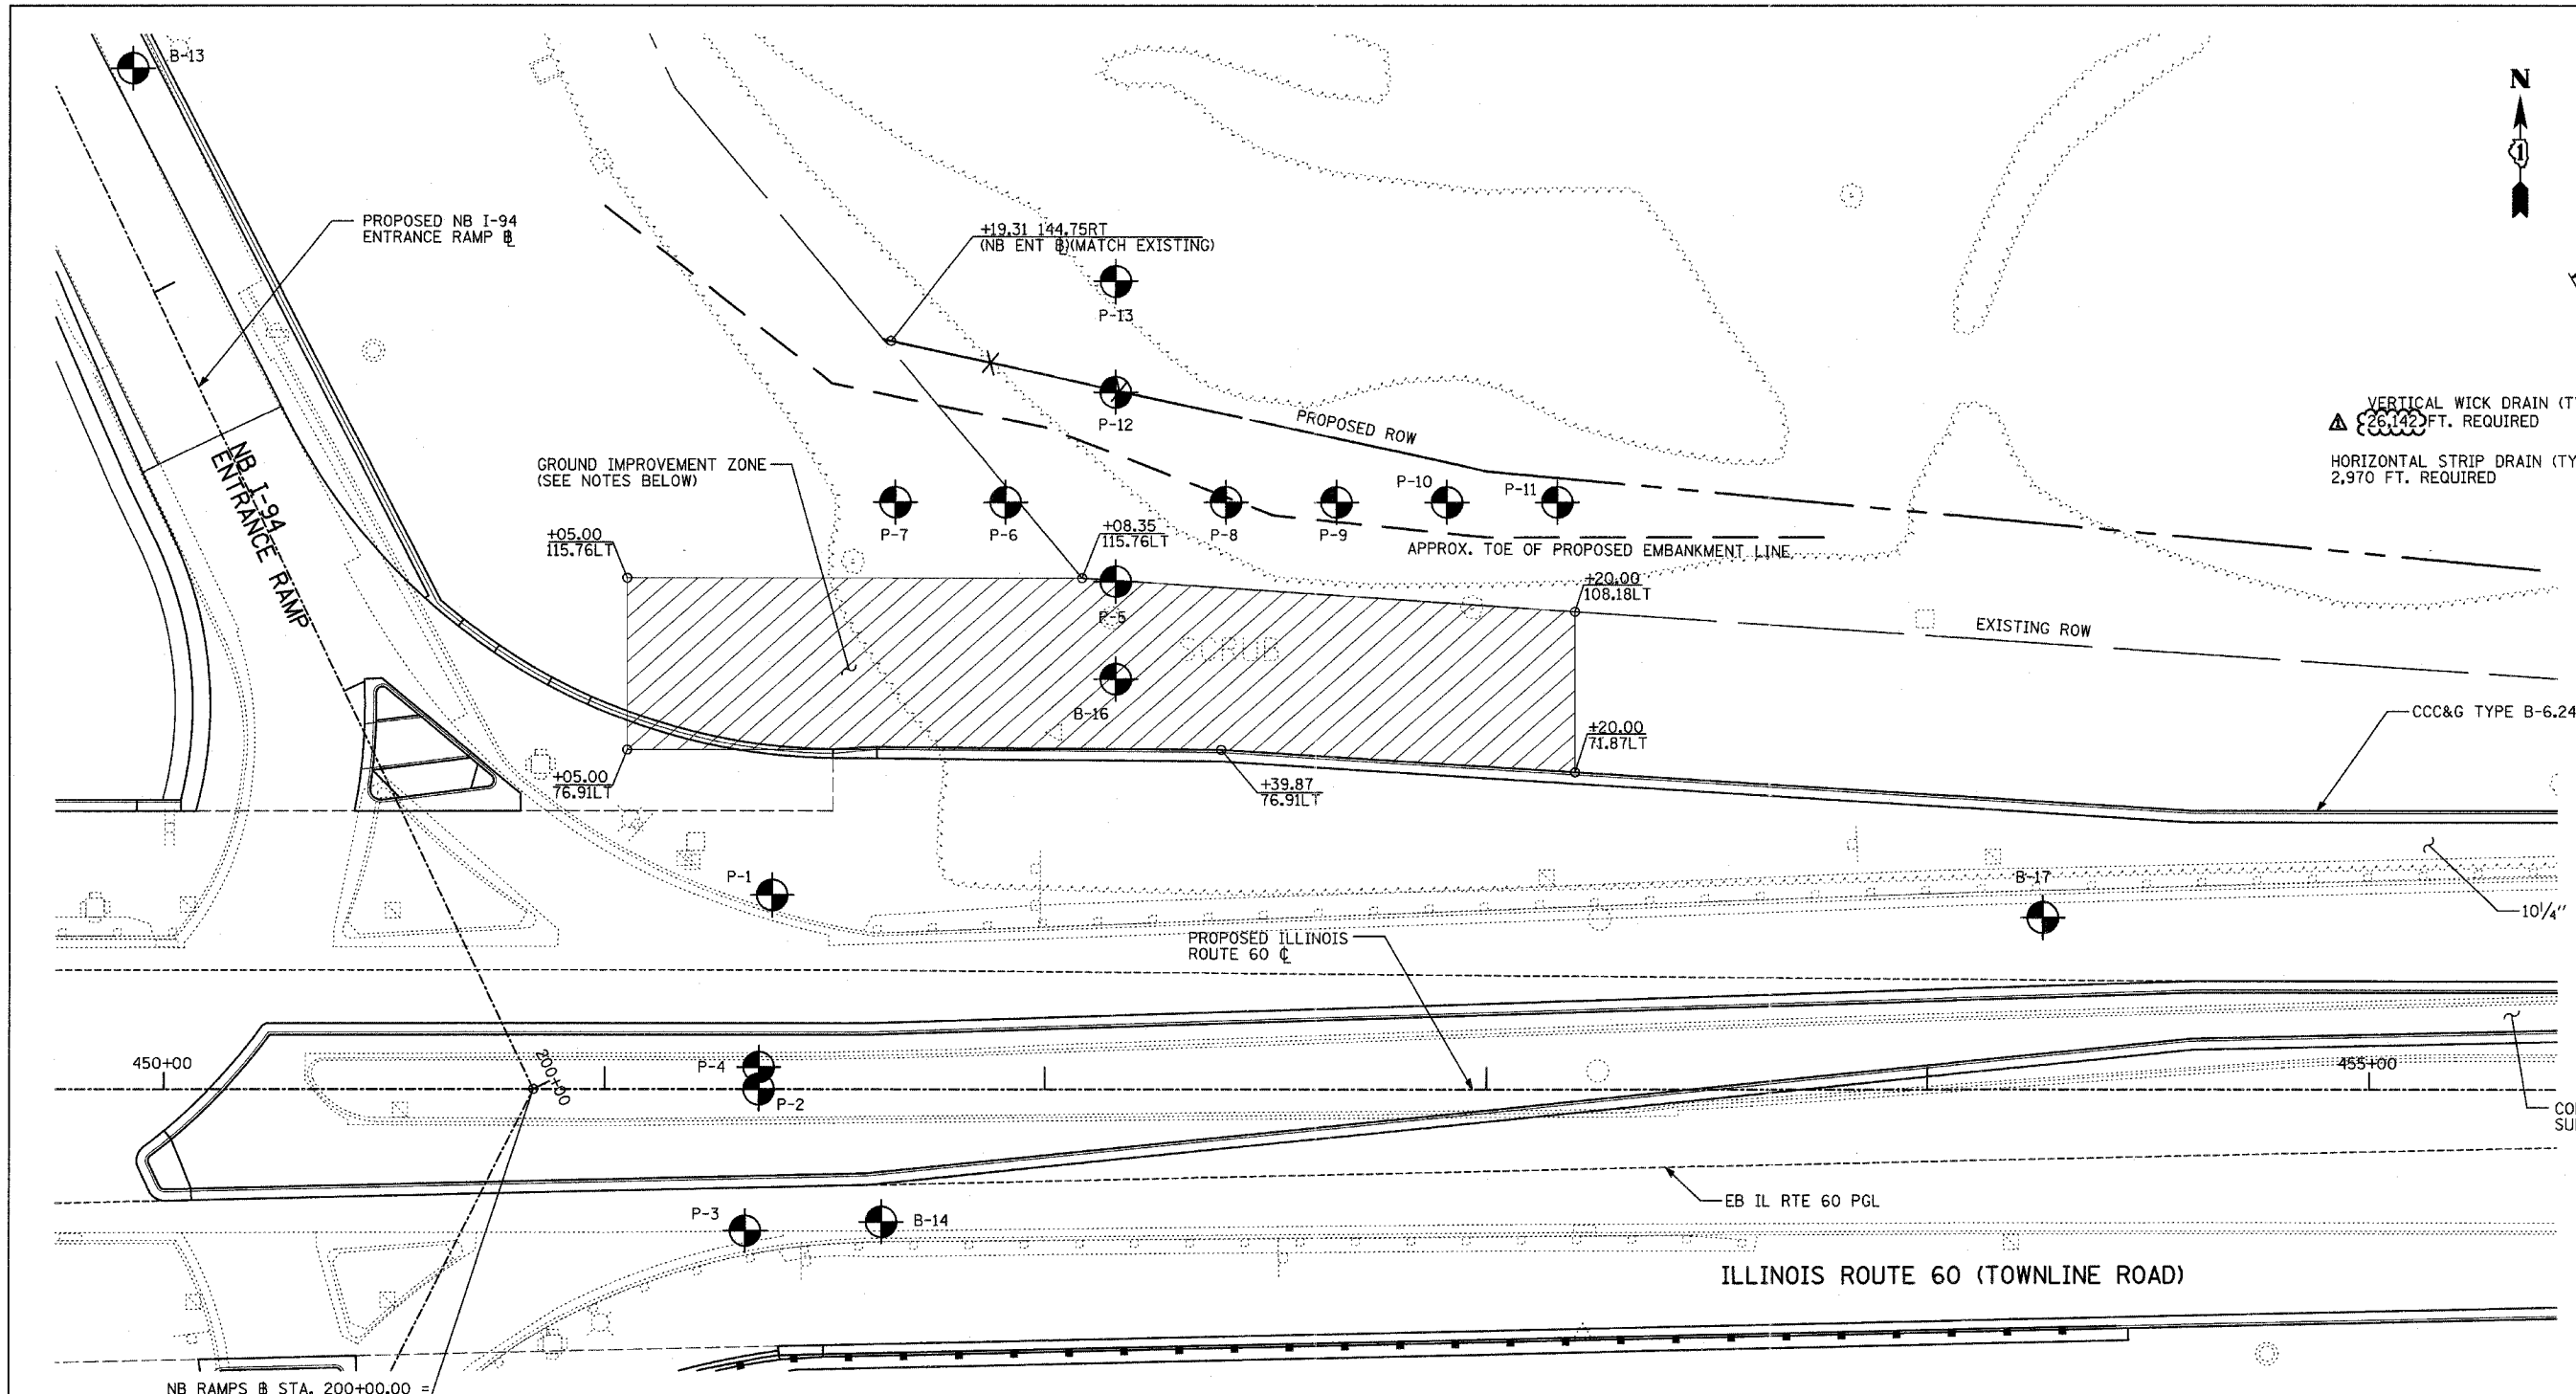 B-13
N
1
PROPOSED NB I-94
ENTRANCE RAMP ℄
+19.31 144.75RT
(NB ENT ℄)(MATCH EXISTING)
P-13
P-12
PROPOSED ROW
VERTICAL WICK DRAIN (T
1 26,142 FT. REQUIRED
HORIZONTAL STRIP DRAIN (TY
2,970 FT. REQUIRED
NB I-94
ENTRANCE RAMP
GROUND IMPROVEMENT ZONE
(SEE NOTES BELOW)
P-7
P-6
P-8
P-9
P-10
P-11
+05.00
115.76LT
+08.35
115.76LT
APPROX. TOE OF PROPOSED EMBANKMENT LINE
+20.00
108.18LT
P-5
SCRUB
EXISTING ROW
B-16
CCC&G TYPE B-6.24
+05.00
76.91LT
+39.87
76.91LT
+20.00
71.87LT
P-1
B-17
10¼"
PROPOSED ILLINOIS
ROUTE 60 ℄
450+00
200+00
P-4
P-2
455+00
CO
SU
EB IL RTE 60 PGL
P-3
B-14
ILLINOIS ROUTE 60 (TOWNLINE ROAD)
NB RAMPS ℄ STA. 200+00.00 =